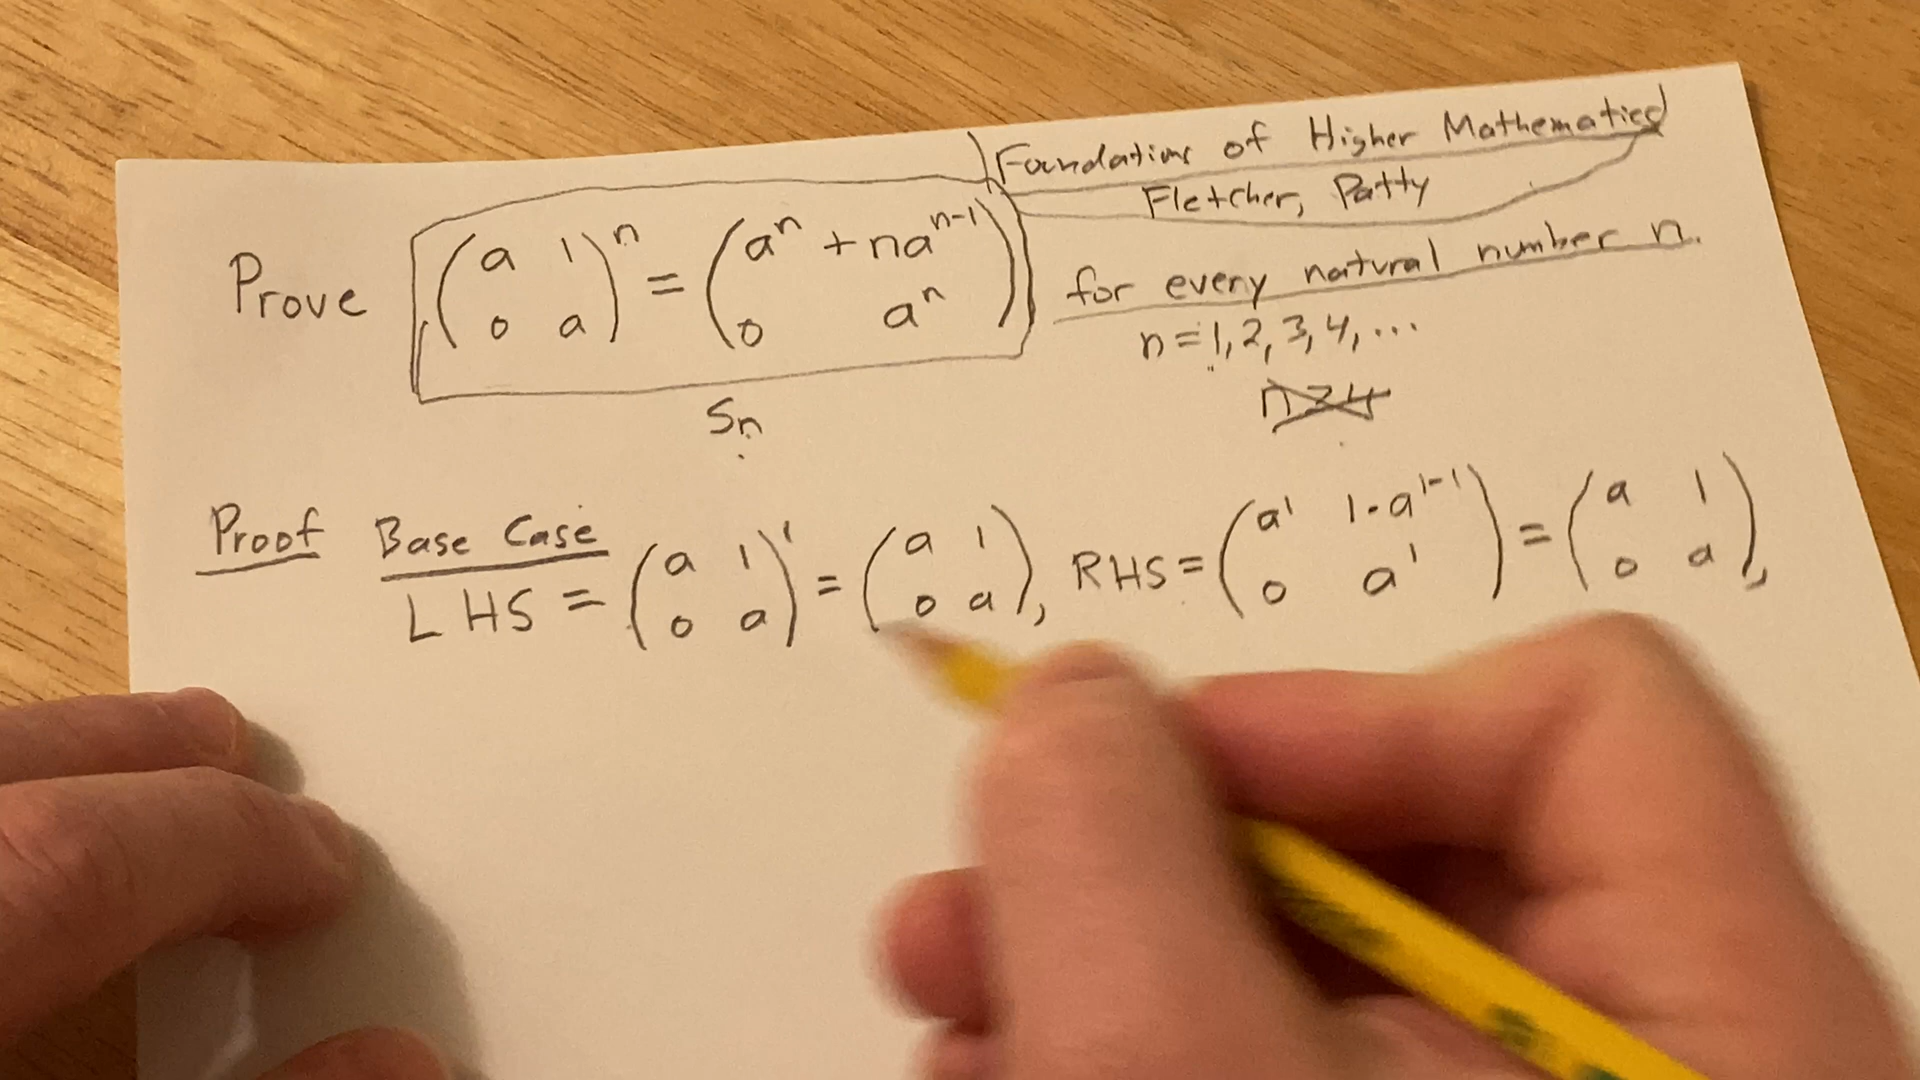 Foundations of Higher Mathematics
Fletcher, Patty
Prove (a 1 0 a)^n = (a^n + na^{n-1} 0 a^n) for every natural number n.
n = 1, 2, 3, 4, ...
Sn
Proof Base Case
LHS = (a 1 0 a)^1 = (a 1 0 a), RHS = (a^1 1·a^{1-1} 0 a^1) = (a 1 0 a),